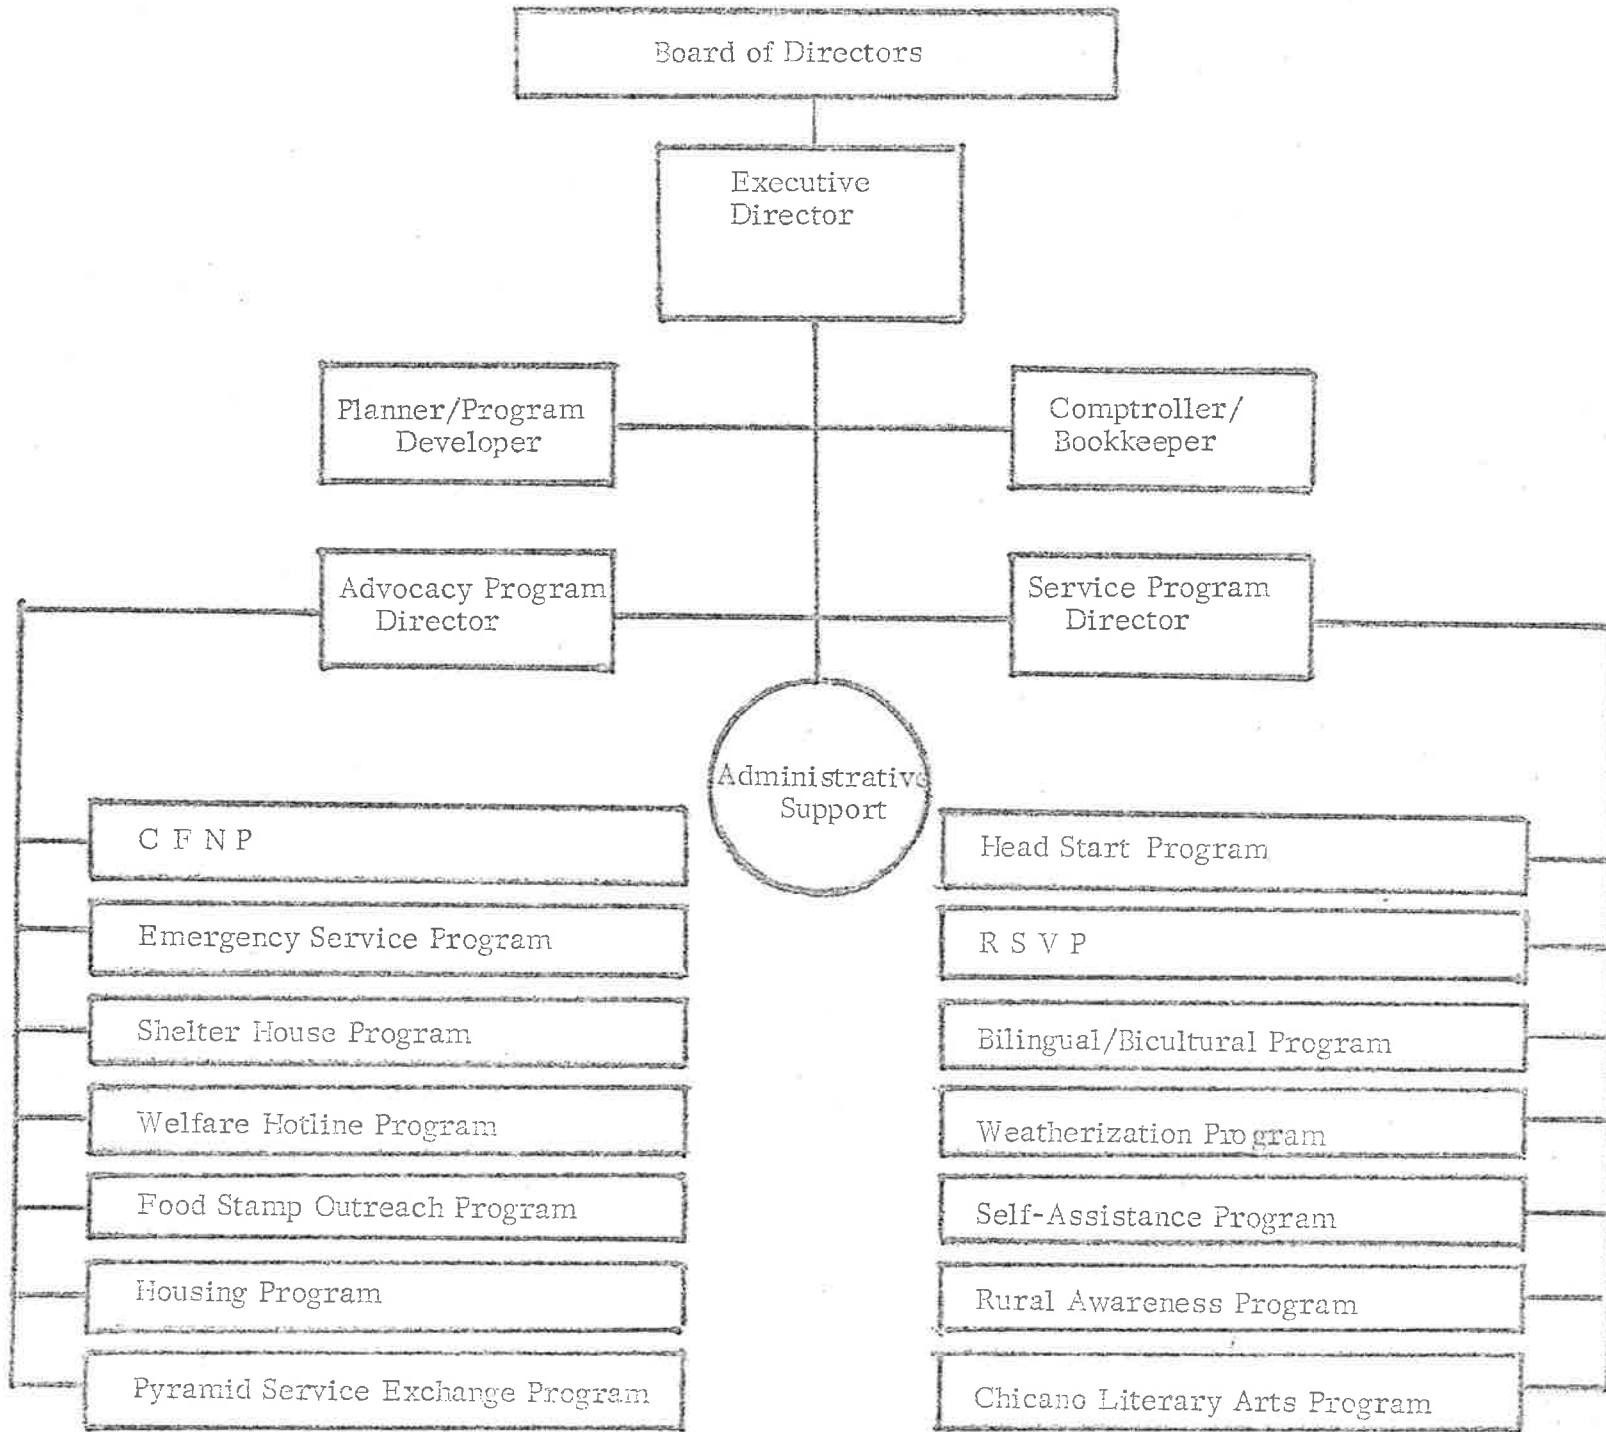 Board of Directors
Executive
Director
Planner/Program
Developer
Comptroller/
Bookkeeper
Advocacy Program
Director
Service Program
Director
Administrative
Support
C F N P
Emergency Service Program
Shelter House Program
Welfare Hotline Program
Food Stamp Outreach Program
Housing Program
Pyramid Service Exchange Program
Head Start Program
R S V P
Bilingual/Bicultural Program
Weatherization Program
Self-Assistance Program
Rural Awareness Program
Chicano Literary Arts Program